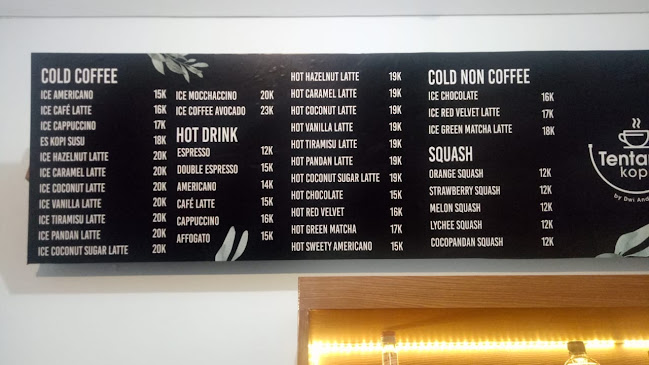 COLD COFFEE
ICE AMERICANO 15K
ICE CAFÉ LATTE 16K
ICE CAPPUCCINO 17K
ES KOPI SUSU 18K
ICE HAZELNUT LATTE 20K
ICE CARAMEL LATTE 20K
ICE COCONUT LATTE 20K
ICE VANILLA LATTE 20K
ICE TIRAMISU LATTE 20K
ICE PANDAN LATTE 20K
ICE COCONUT SUGAR LATTE 20K
ICE MOCCHACCINO 20K
ICE COFFEE AVOCADO 23K
HOT DRINK
ESPRESSO 12K
DOUBLE ESPRESSO 15K
AMERICANO 14K
CAFÉ LATTE 15K
CAPPUCCINO 16K
AFFOGATO 15K
HOT HAZELNUT LATTE 19K
HOT CARAMEL LATTE 19K
HOT COCONUT LATTE 19K
HOT VANILLA LATTE 19K
HOT TIRAMISU LATTE 19K
HOT PANDAN LATTE 19K
HOT COCONUT SUGAR LATTE 19K
HOT CHOCOLATE 15K
HOT RED VELVET 16K
HOT GREEN MATCHA 17K
HOT SWEETY AMERICANO 15K
COLD NON COFFEE
ICE CHOCOLATE 16K
ICE RED VELVET LATTE 17K
ICE GREEN MATCHA LATTE 18K
SQUASH
ORANGE SQUASH 12K
STRAWBERRY SQUASH 12K
MELON SQUASH 12K
LYCHEE SQUASH 12K
COCOPANDAN SQUASH 12K
Tenta
kop
by Dwi And